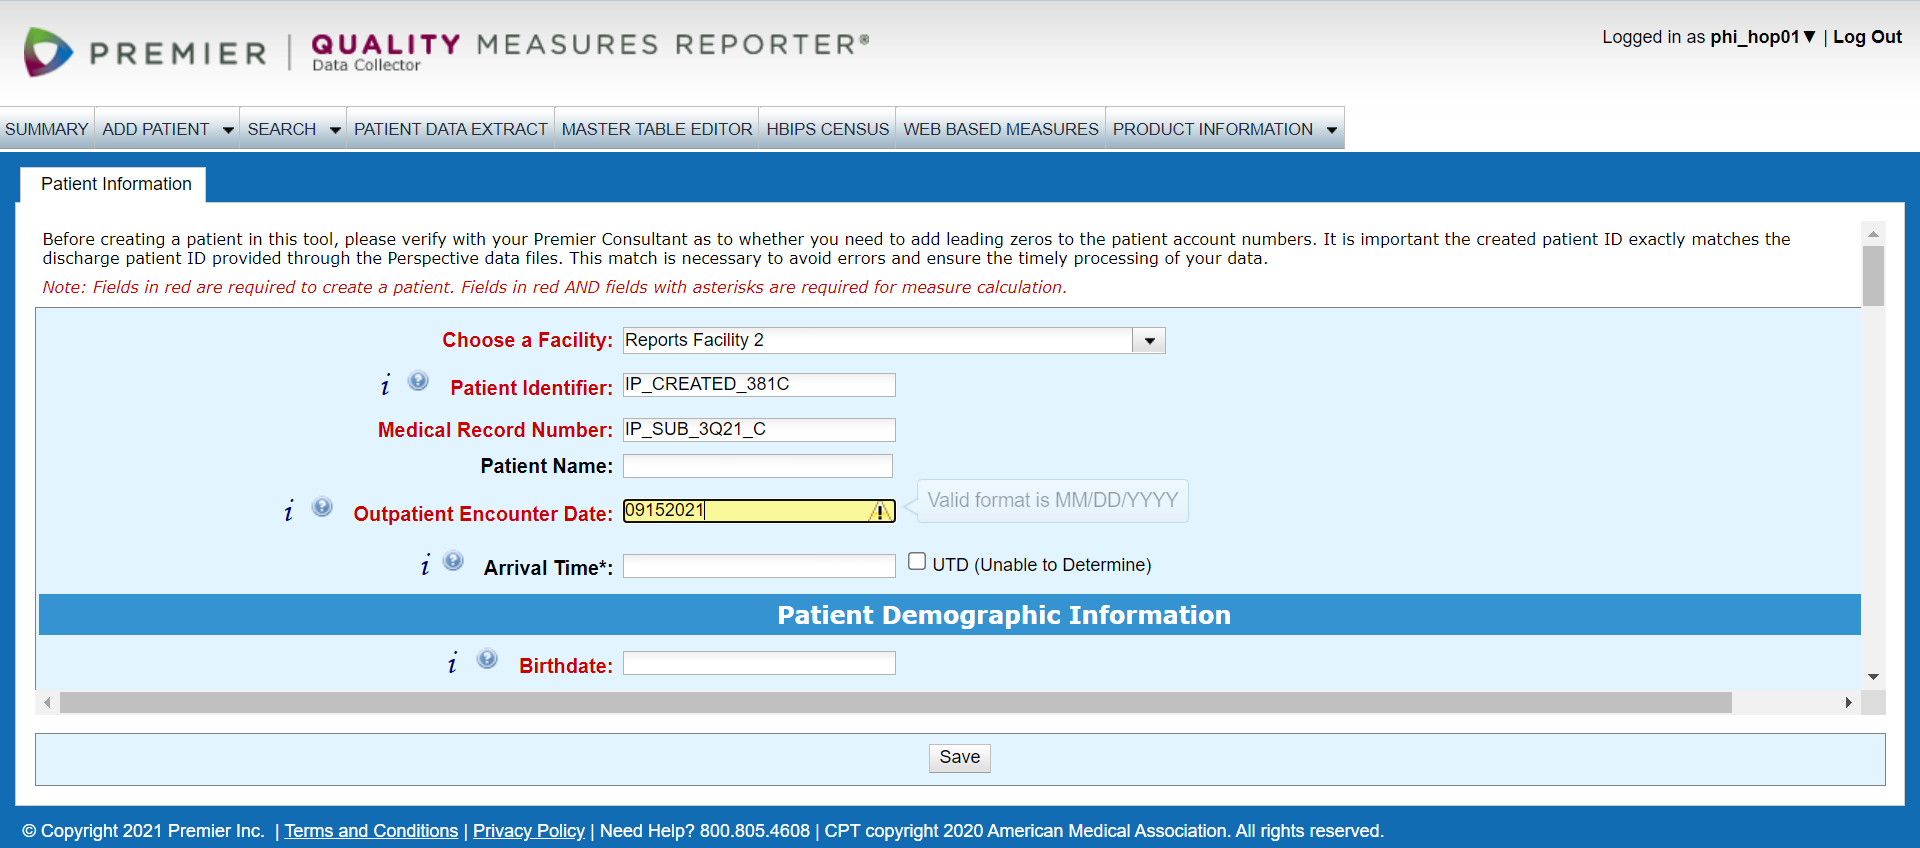 PREMIER | QUALITY MEASURES REPORTER®
Data Collector
Logged in as phi_hop01▼ | Log Out
SUMMARY ADD PATIENT SEARCH PATIENT DATA EXTRACT MASTER TABLE EDITOR HBIPS CENSUS WEB BASED MEASURES PRODUCT INFORMATION
Patient Information
Before creating a patient in this tool, please verify with your Premier Consultant as to whether you need to add leading zeros to the patient account numbers. It is important the created patient ID exactly matches the
discharge patient ID provided through the Perspective data files. This match is necessary to avoid errors and ensure the timely processing of your data.
Note: Fields in red are required to create a patient. Fields in red AND fields with asterisks are required for measure calculation.
Choose a Facility: Reports Facility 2
i ? Patient Identifier: IP_CREATED_381C
Medical Record Number: IP_SUB_3Q21_C
Patient Name:
i ? Outpatient Encounter Date: 09152021 Valid format is MM/DD/YYYY
i ? Arrival Time*: UTD (Unable to Determine)
Patient Demographic Information
i ? Birthdate:
Save
© Copyright 2021 Premier Inc. | Terms and Conditions | Privacy Policy | Need Help? 800.805.4608 | CPT copyright 2020 American Medical Association. All rights reserved.